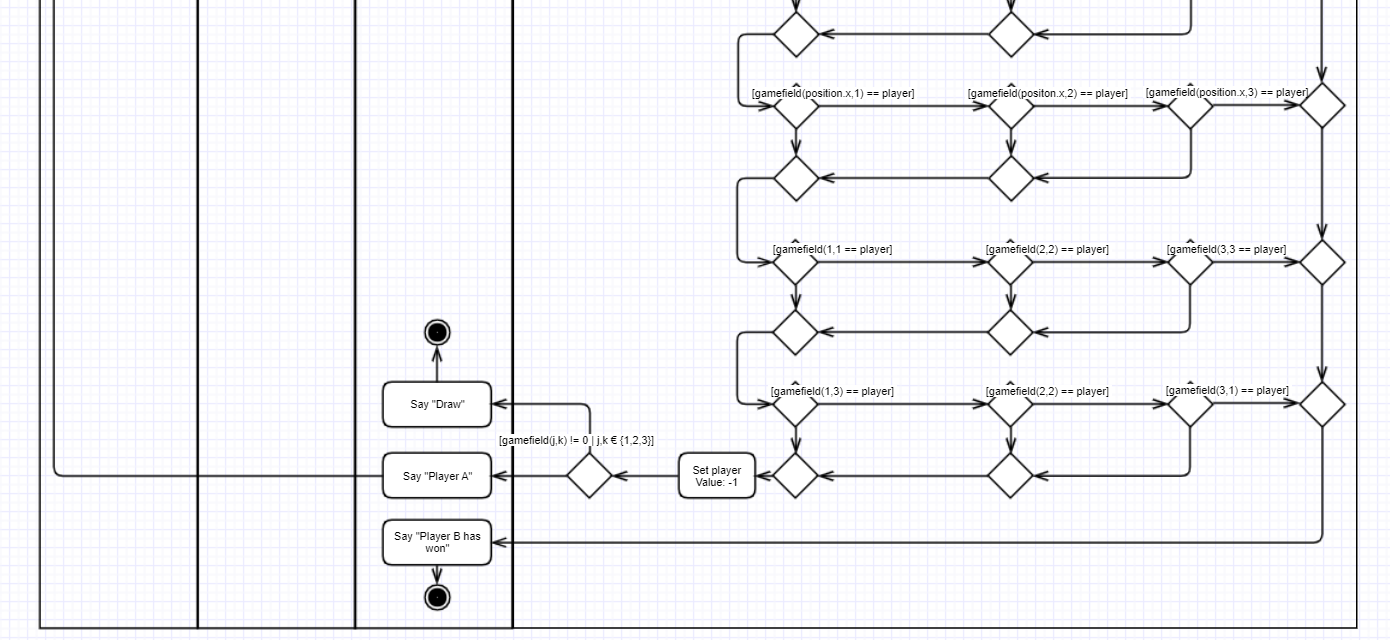 [gamefield(position.x,1) == player]
[gamefield(positon.x,2) == player]
[gamefield(position.x,3) == player]
[gamefield(1,1 == player]
[gamefield(2,2) == player]
[gamefield(3,3 == player]
[gamefield(1,3) == player]
[gamefield(2,2) == player]
[gamefield(3,1) == player]
Say "Draw"
[gamefield(j,k) != 0 | j,k € {1,2,3}]
Say "Player A"
Set player
Value: -1
Say "Player B has
won"